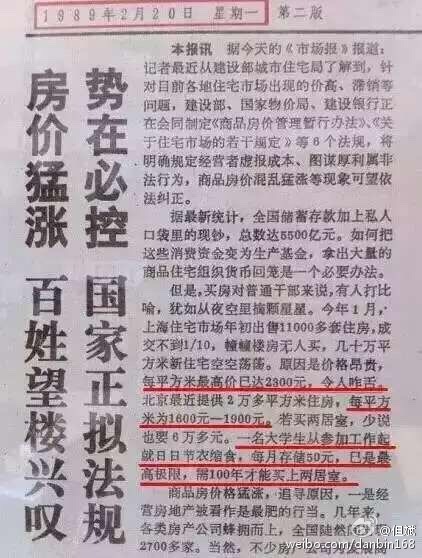 1989年2月20日 星期一 第二版
房价猛涨 百姓望楼兴叹
势在必控 国家正拟法规
本报讯 据今天的《市场报》报道:
记者最近从建设部城市住宅局了解到,针
对目前各地住宅市场出现的价高、滞销等
问题,建设部、国家物价局、建设银行正
在会同制定《商品房价管理暂行办法》、《关
于住宅市场的若干规定》等6个法规,将
明确规定经营者虚报成本、图谋厚利属非
法行为,商品房价混乱猛涨等现象可望依
法纠正。
据最新统计,全国储蓄存款加上私人
口袋里的现钞,总数达5500亿元。如何把
这些消费资金变为生产基金,拿出大量的
商品住宅组织货币回笼是一个必要办法。
但是,买房对普通干部来说,有人打比
喻,犹如从夜空里摘颗星星。今年1月,
上海住宅市场年初出售11000多套住房,成
交不到1/10,幢幢楼房无人买,几十万平
方米新住宅空空荡荡。原因是价格昂贵,
每平方米最高价已达2300元,令人咋舌。
北京最近提供2万多平方米住房,每平方
米为1600元—1900元。若买两居室,少说
也要6万多元。一名大学生从参加工作起
就日日节衣缩食,每月存储50元,已是最
高极限,需100年才能买上两居室。
商品房价格猛涨,追寻原因,一是经
营房地产被当作最肥的行当。几年来,
各类房产公司蜂拥而上,全国陡然
2700多家。当然,不少房产
@但斌
weibo.com/danbin168